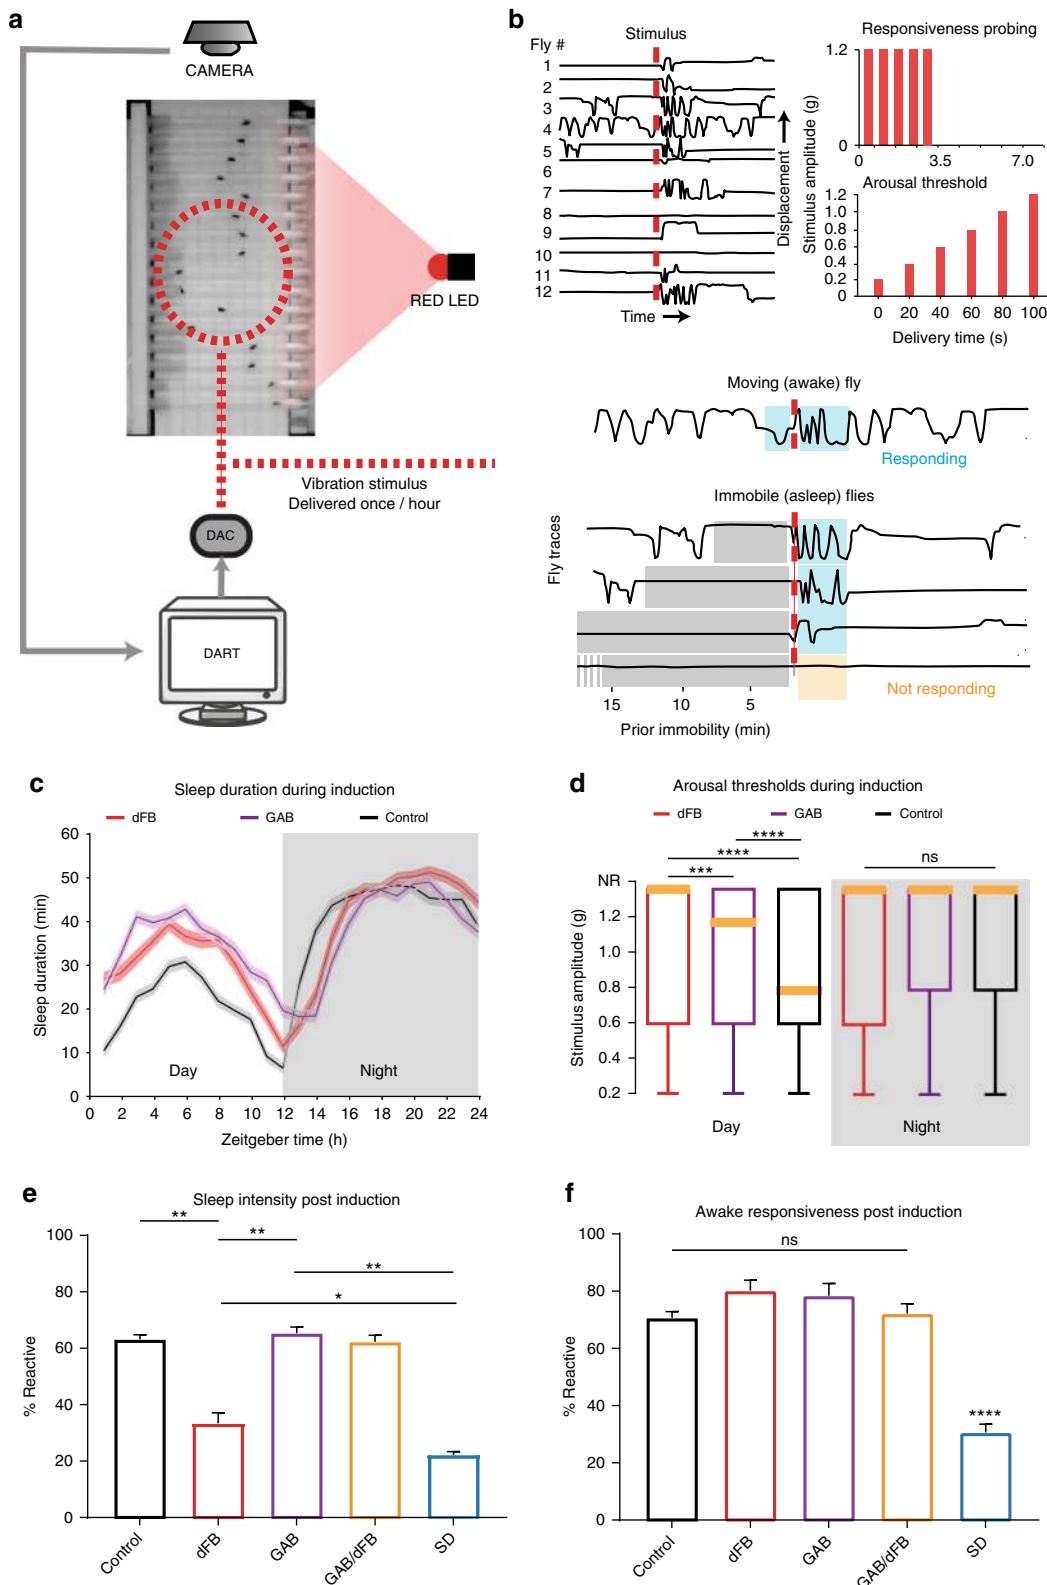 a
CAMERA
RED LED
Vibration stimulus
Delivered once / hour
DAC
DART
b
Fly #
Stimulus
1
2
3
4
5
6
7
8
9
10
11
12
Displacement
Time
Responsiveness probing
Stimulus amplitude (g)
1.2
0
0.0
3.5
7.0
Arousal threshold
1.2
1.0
0.8
0.6
0.4
0.2
0
0 20 40 60 80 100
Delivery time (s)
Moving (awake) fly
Responding
Immobile (asleep) flies
Fly traces
Not responding
15 10 5
Prior immobility (min)
c
Sleep duration during induction
dFB GAB Control
Sleep duration (min)
60
50
40
30
20
10
0
Day Night
0 2 4 6 8 10 12 14 16 18 20 22 24
Zeitgeber time (h)
d
Arousal thresholds during induction
dFB GAB Control
****
****
***
ns
Stimulus amplitude (g)
NR
1.2
1.0
0.8
0.6
0.4
0.2
Day Night
e
Sleep intensity post induction
**
**
**
*
% Reactive
100
80
60
40
20
0
Control dFB GAB GAB/dFB SD
f
Awake responsiveness post induction
ns
****
% Reactive
100
80
60
40
20
0
Control dFB GAB GAB/dFB SD